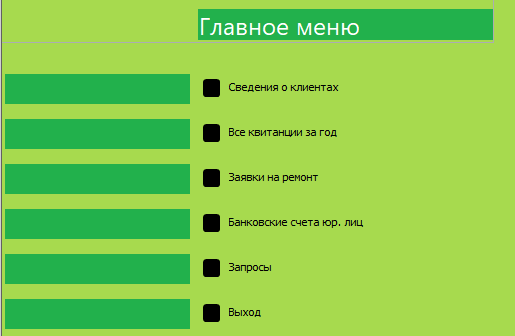 Главное меню
Сведения о клиентах
Все квитанции за год
Заявки на ремонт
Банковские счета юр. лиц
Запросы
Выход